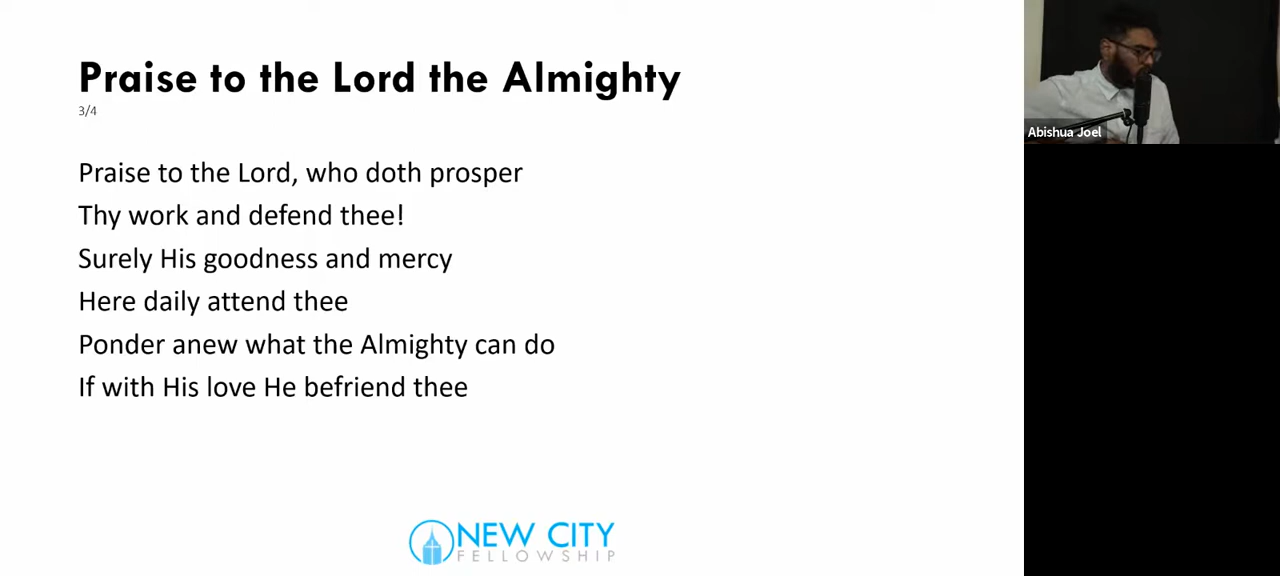 Praise to the Lord the Almighty
3/4
Praise to the Lord, who doth prosper
Thy work and defend thee!
Surely His goodness and mercy
Here daily attend thee
Ponder anew what the Almighty can do
If with His love He befriend thee
NEW CITY
FELLOWSHIP
Abishua Joel